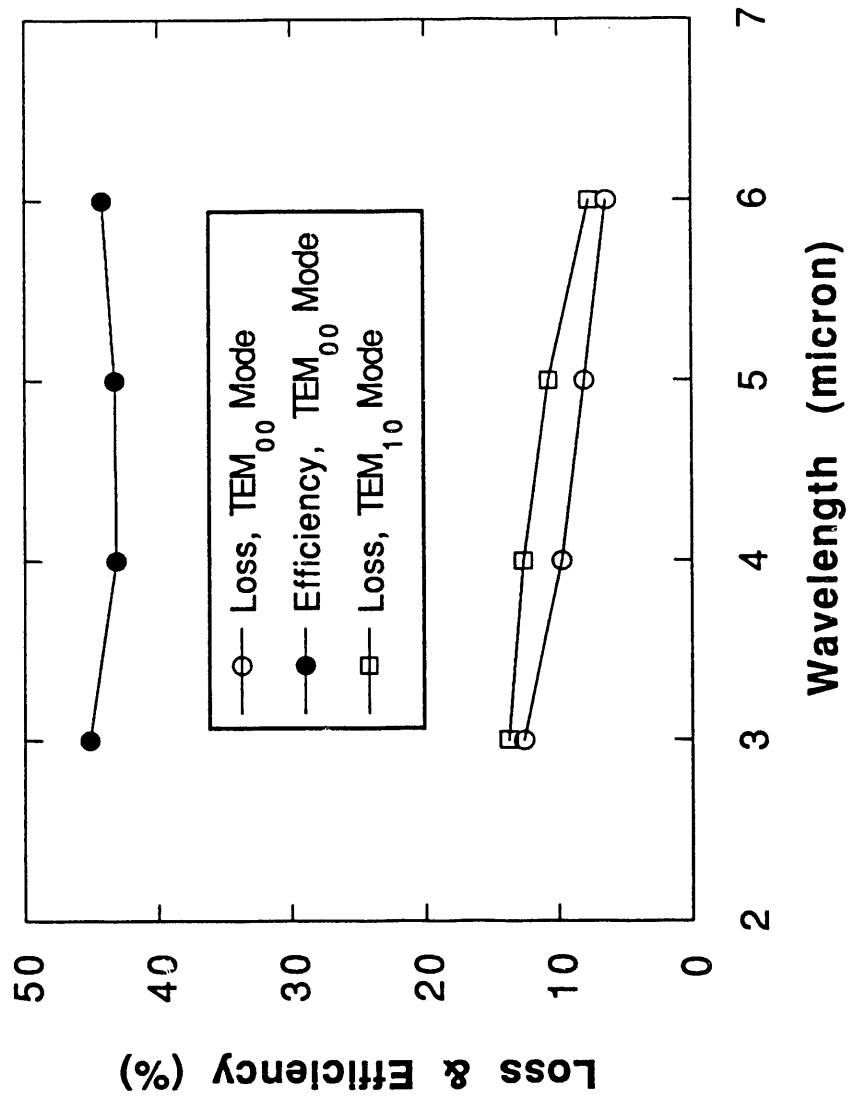 Loss & Efficiency (%)
50
40
30
20
10
0
Loss, TEM₀₀ Mode
Efficiency, TEM₀₀ Mode
Loss, TEM₁₀ Mode
2 3 4 5 6 7
Wavelength (micron)